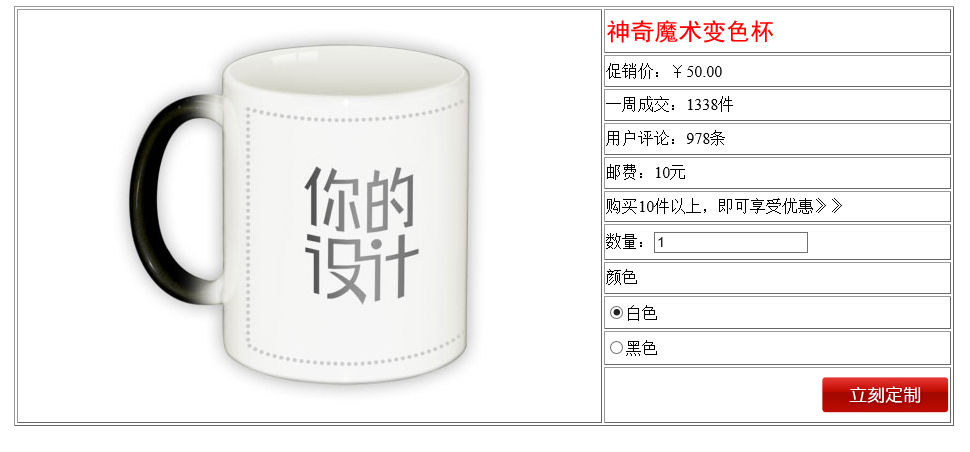 你的
设计
神奇魔术变色杯
促销价：￥50.00
一周成交：1338件
用户评论：978条
邮费：10元
购买10件以上，即可享受优惠》》
数量：1
颜色
白色
黑色
立刻定制